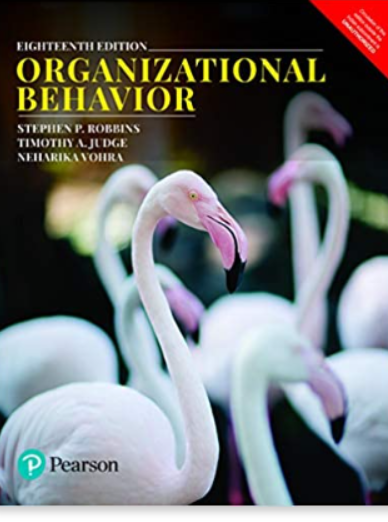 EIGHTEENTH EDITION
ORGANIZATIONAL
BEHAVIOR
STEPHEN P. ROBBINS
TIMOTHY A. JUDGE
NEHARIKA VOHRA
Pearson